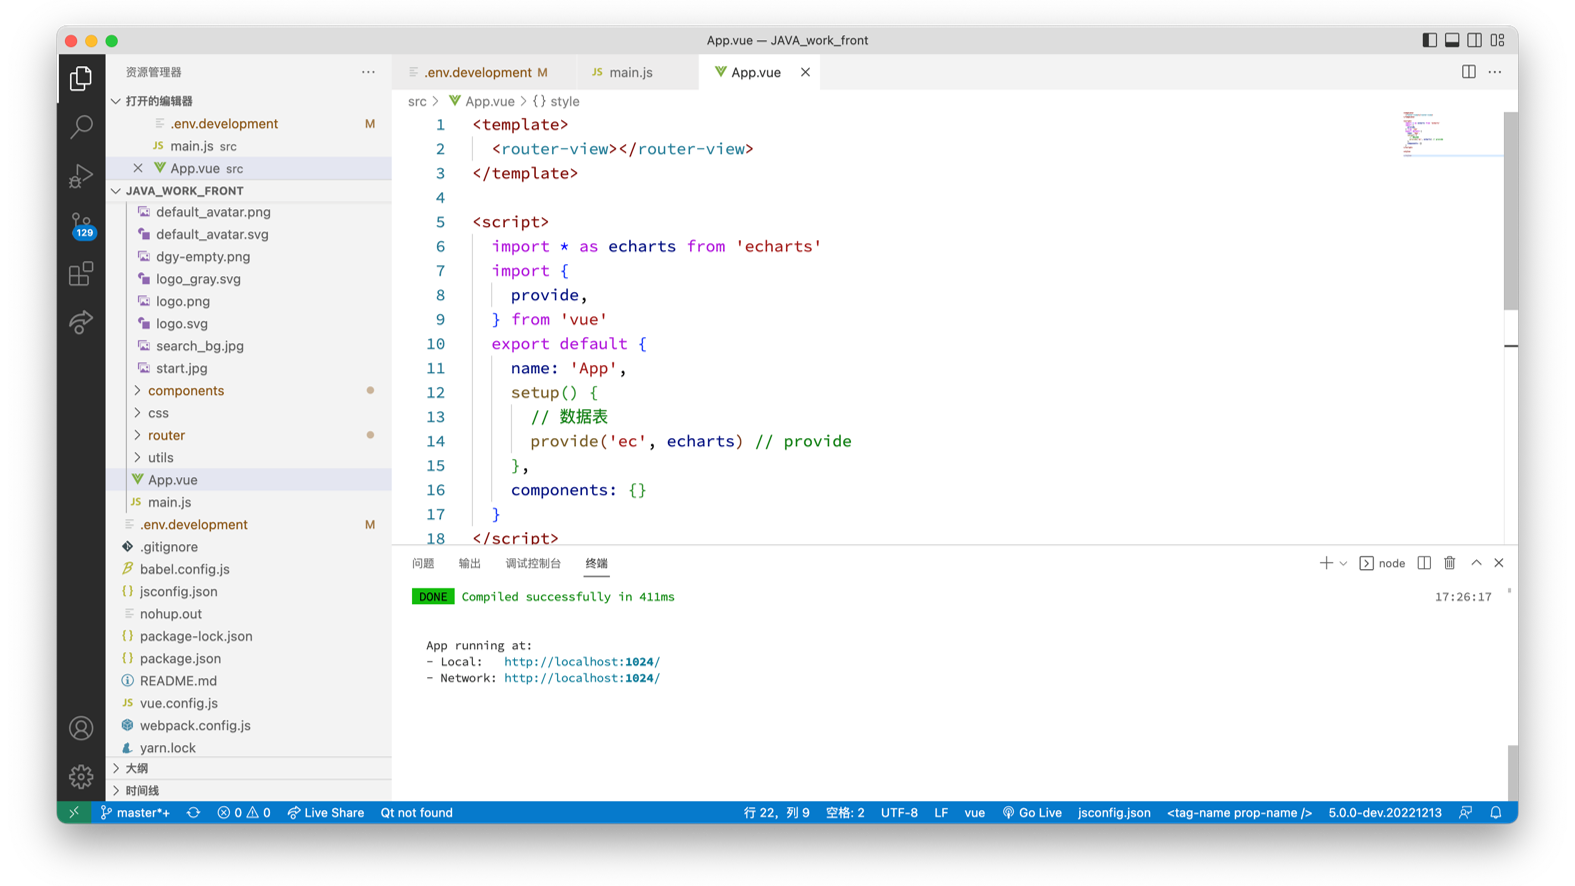 App.vue — JAVA_work_front
资源管理器
打开的编辑器
.env.development M
JS main.js src
App.vue src
JAVA_WORK_FRONT
default_avatar.png
default_avatar.svg
dgy-empty.png
logo_gray.svg
logo.png
logo.svg
search_bg.jpg
start.jpg
components
css
router
utils
App.vue
JS main.js
.env.development M
.gitignore
babel.config.js
{} jsconfig.json
nohup.out
{} package-lock.json
{} package.json
README.md
JS vue.config.js
webpack.config.js
yarn.lock
大纲
时间线
129
.env.development M
JS main.js
App.vue
src > App.vue > {} style
1 <template>
2 <router-view></router-view>
3 </template>
4
5 <script>
6 import * as echarts from 'echarts'
7 import {
8 provide,
9 } from 'vue'
10 export default {
11 name: 'App',
12 setup() {
13 // 数据表
14 provide('ec', echarts) // provide
15 },
16 components: {}
17 }
18 </script>
问题 输出 调试控制台 终端
node
DONE Compiled successfully in 411ms 17:26:17
App running at:
- Local: http://localhost:1024/
- Network: http://localhost:1024/
master*+ 0 0 Live Share Qt not found 行 22，列 9 空格: 2 UTF-8 LF vue Go Live jsconfig.json <tag-name prop-name /> 5.0.0-dev.20221213